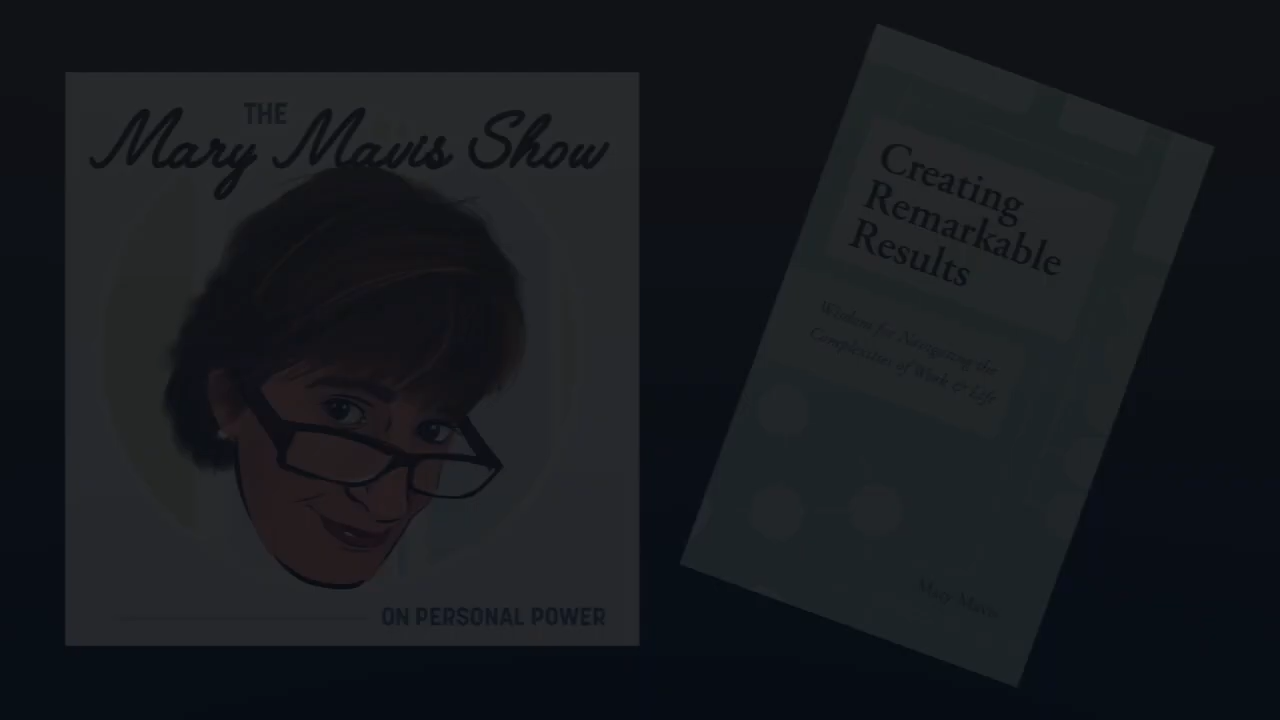 THE
Mary Mavis Show
ON PERSONAL POWER
Creating
Remarkable
Results
Wisdom for Navigating the
Complexities of Work & Life
Mary Mavis